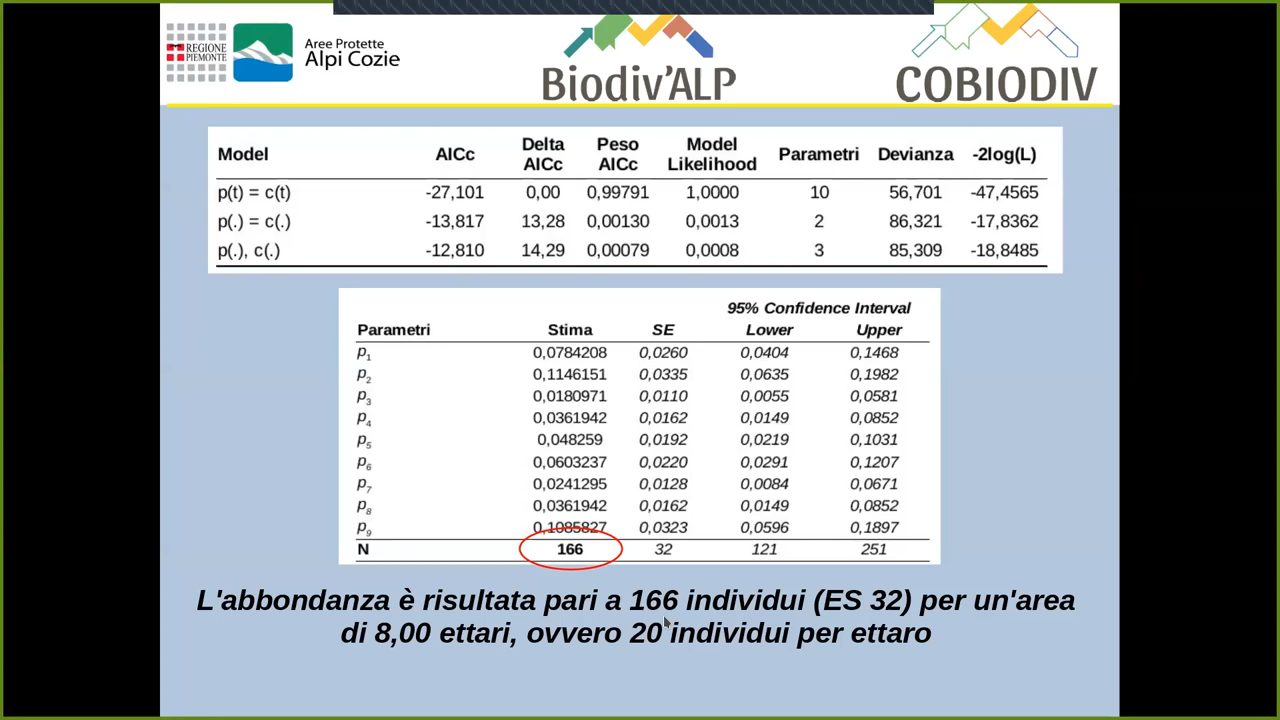 REGIONE
PIEMONTE
Aree Protette
Alpi Cozie
Biodiv'ALP
COBIODIV
Model AICc Delta AICc Peso AICc Model Likelihood Parametri Devianza -2log(L)
p(t) = c(t) -27,101 0,00 0,99791 1,0000 10 56,701 -47,4565
p(.) = c(.) -13,817 13,28 0,00130 0,0013 2 86,321 -17,8362
p(.), c(.) -12,810 14,29 0,00079 0,0008 3 85,309 -18,8485
95% Confidence Interval
Parametri Stima SE Lower Upper
p1 0,0784208 0,0260 0,0404 0,1468
p2 0,1146151 0,0335 0,0635 0,1982
p3 0,0180971 0,0110 0,0055 0,0581
p4 0,0361942 0,0162 0,0149 0,0852
p5 0,048259 0,0192 0,0219 0,1031
p6 0,0603237 0,0220 0,0291 0,1207
p7 0,0241295 0,0128 0,0084 0,0671
p8 0,0361942 0,0162 0,0149 0,0852
p9 0,1085827 0,0323 0,0596 0,1897
N 166 32 121 251
L'abbondanza è risultata pari a 166 individui (ES 32) per un'area
di 8,00 ettari, ovvero 20 individui per ettaro